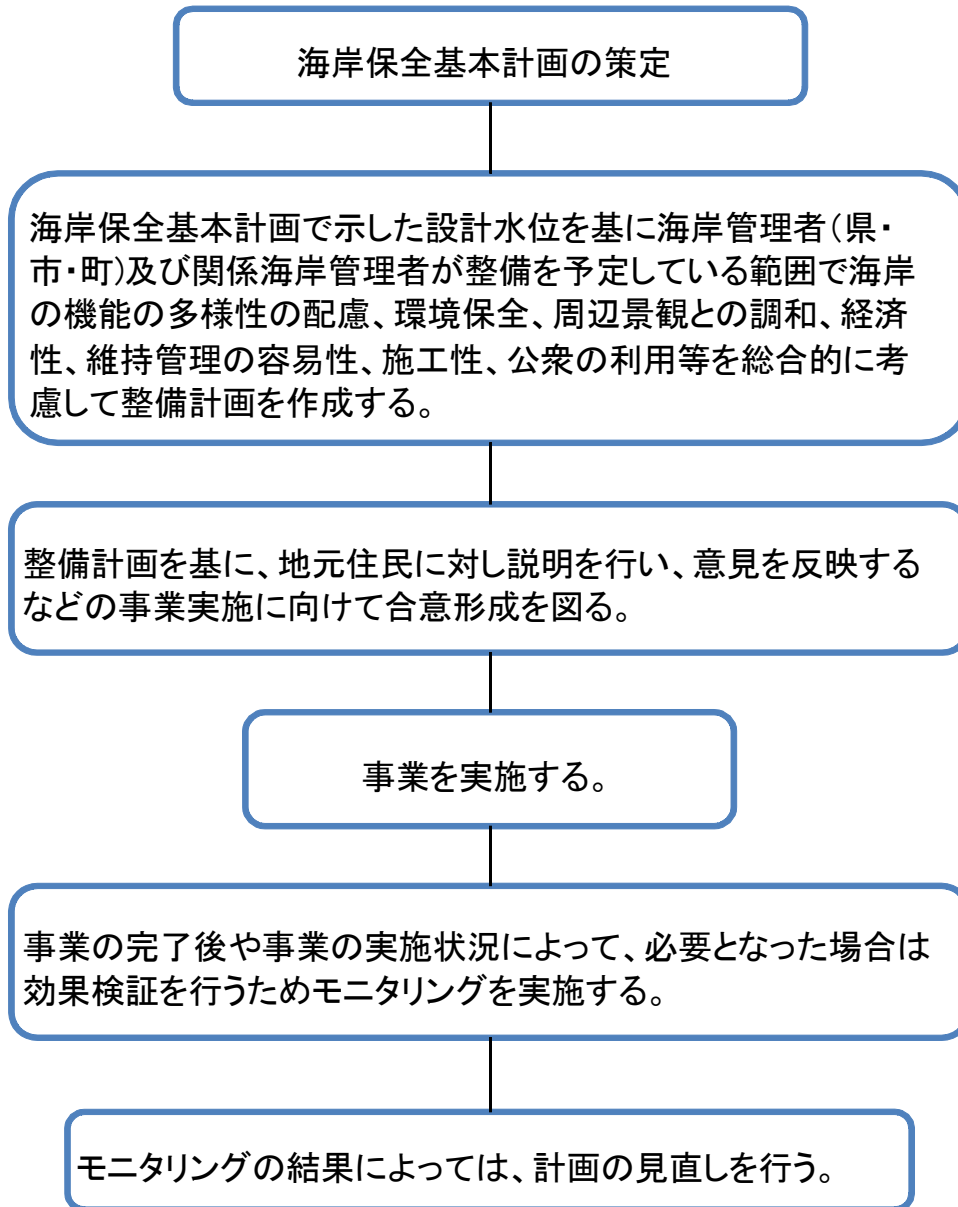 海岸保全基本計画の策定
海岸保全基本計画で示した設計水位を基に海岸管理者(県・
市・町)及び関係海岸管理者が整備を予定している範囲で海岸
の機能の多様性の配慮、環境保全、周辺景観との調和、経済
性、維持管理の容易性、施工性、公衆の利用等を総合的に考
慮して整備計画を作成する。
整備計画を基に、地元住民に対し説明を行い、意見を反映する
などの事業実施に向けて合意形成を図る。
事業を実施する。
事業の完了後や事業の実施状況によって、必要となった場合は
効果検証を行うためモニタリングを実施する。
モニタリングの結果によっては、計画の見直しを行う。